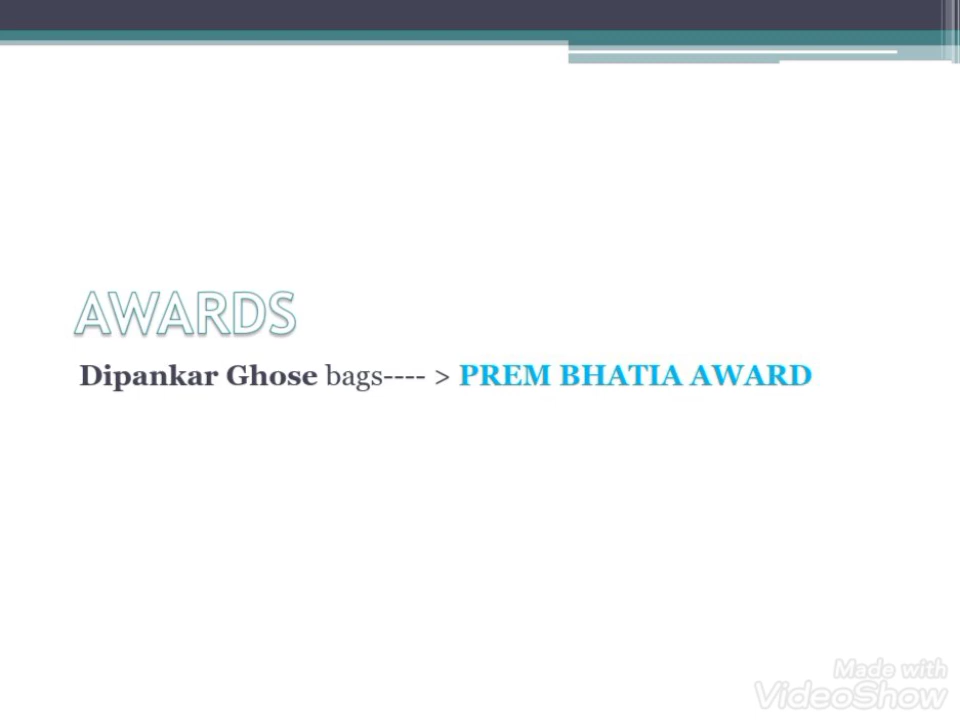 AWARDS
Dipankar Ghose bags---- > PREM BHATIA AWARD
Made with
VideoShow